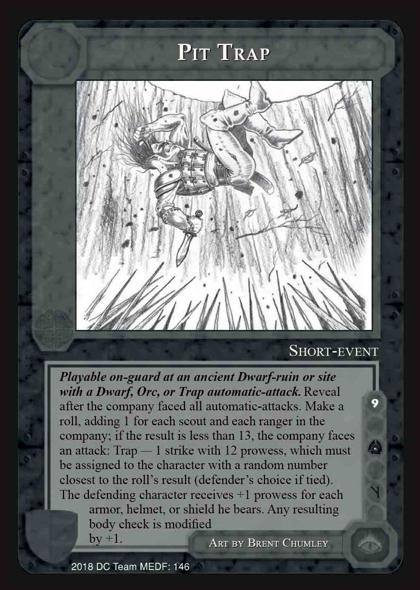 PIT TRAP
SHORT-EVENT
Playable on-guard at an ancient Dwarf-ruin or site
with a Dwarf, Orc, or Trap automatic-attack. Reveal
after the company faced all automatic-attacks. Make a
roll, adding 1 for each scout and each ranger in the
company; if the result is less than 13, the company faces
an attack: Trap — 1 strike with 12 prowess, which must
be assigned to the character with a random number
closest to the roll's result (defender's choice if tied).
The defending character receives +1 prowess for each
armor, helmet, or shield he bears. Any resulting
body check is modified
by +1.
9
ART BY BRENT CHUMLEY
2018 DC Team MEDF: 146